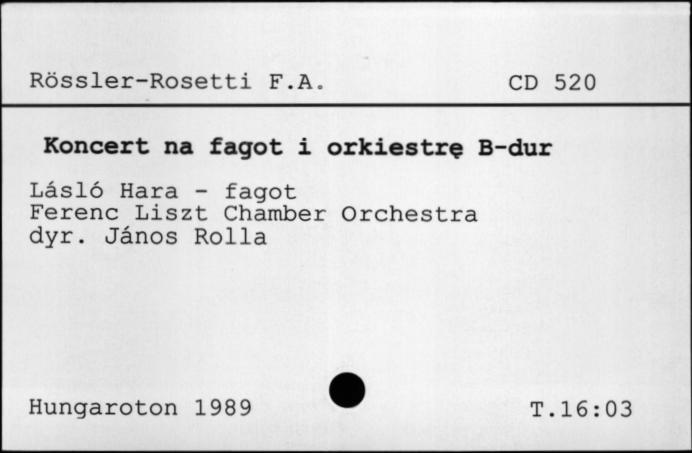 Rössler-Rosetti F.A. CD 520
Koncert na fagot i orkiestrę B-dur
Lásló Hara - fagot
Ferenc Liszt Chamber Orchestra
dyr. János Rolla
Hungaroton 1989 T.16:03